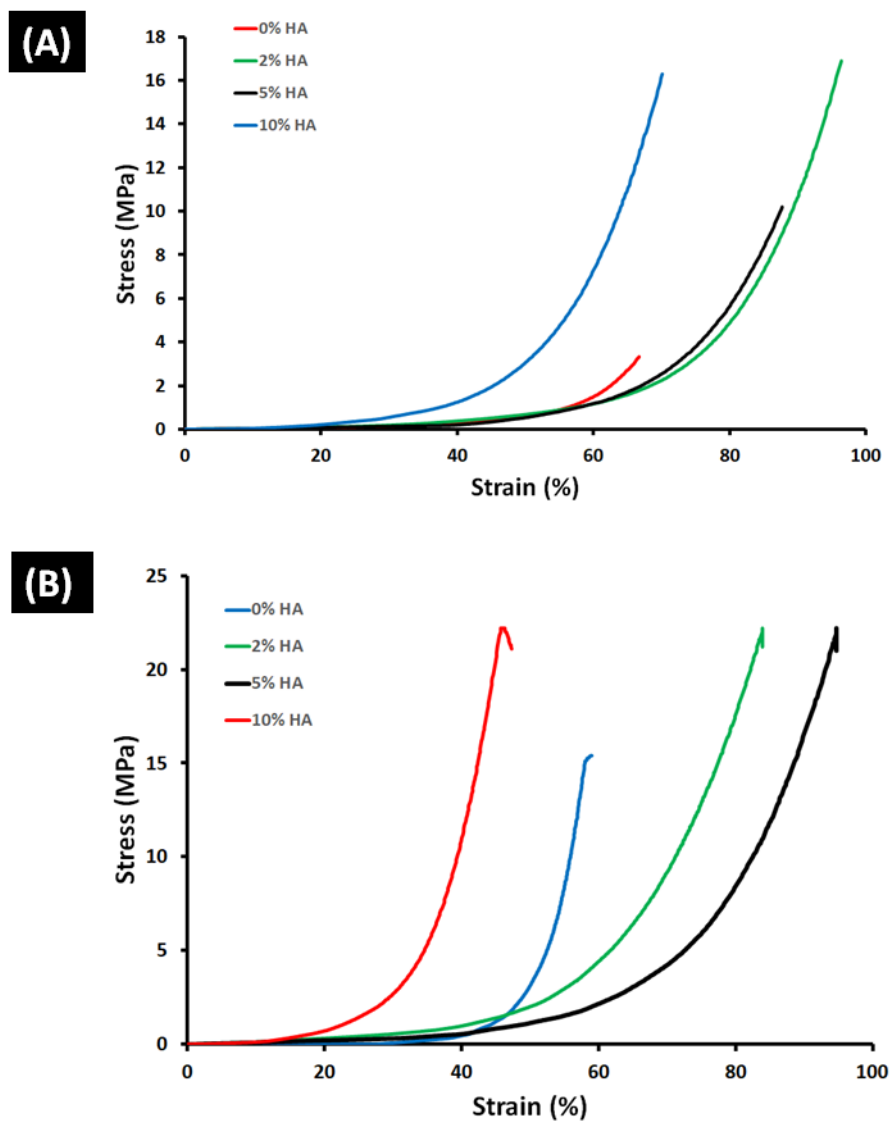 (A)
18
16
14
12
10
8
6
4
2
0
Stress (MPa)
0% HA
2% HA
5% HA
10% HA
0 20 40 60 80 100
Strain (%)
(B)
25
20
15
10
5
0
Stress (MPa)
0% HA
2% HA
5% HA
10% HA
0 20 40 60 80 100
Strain (%)